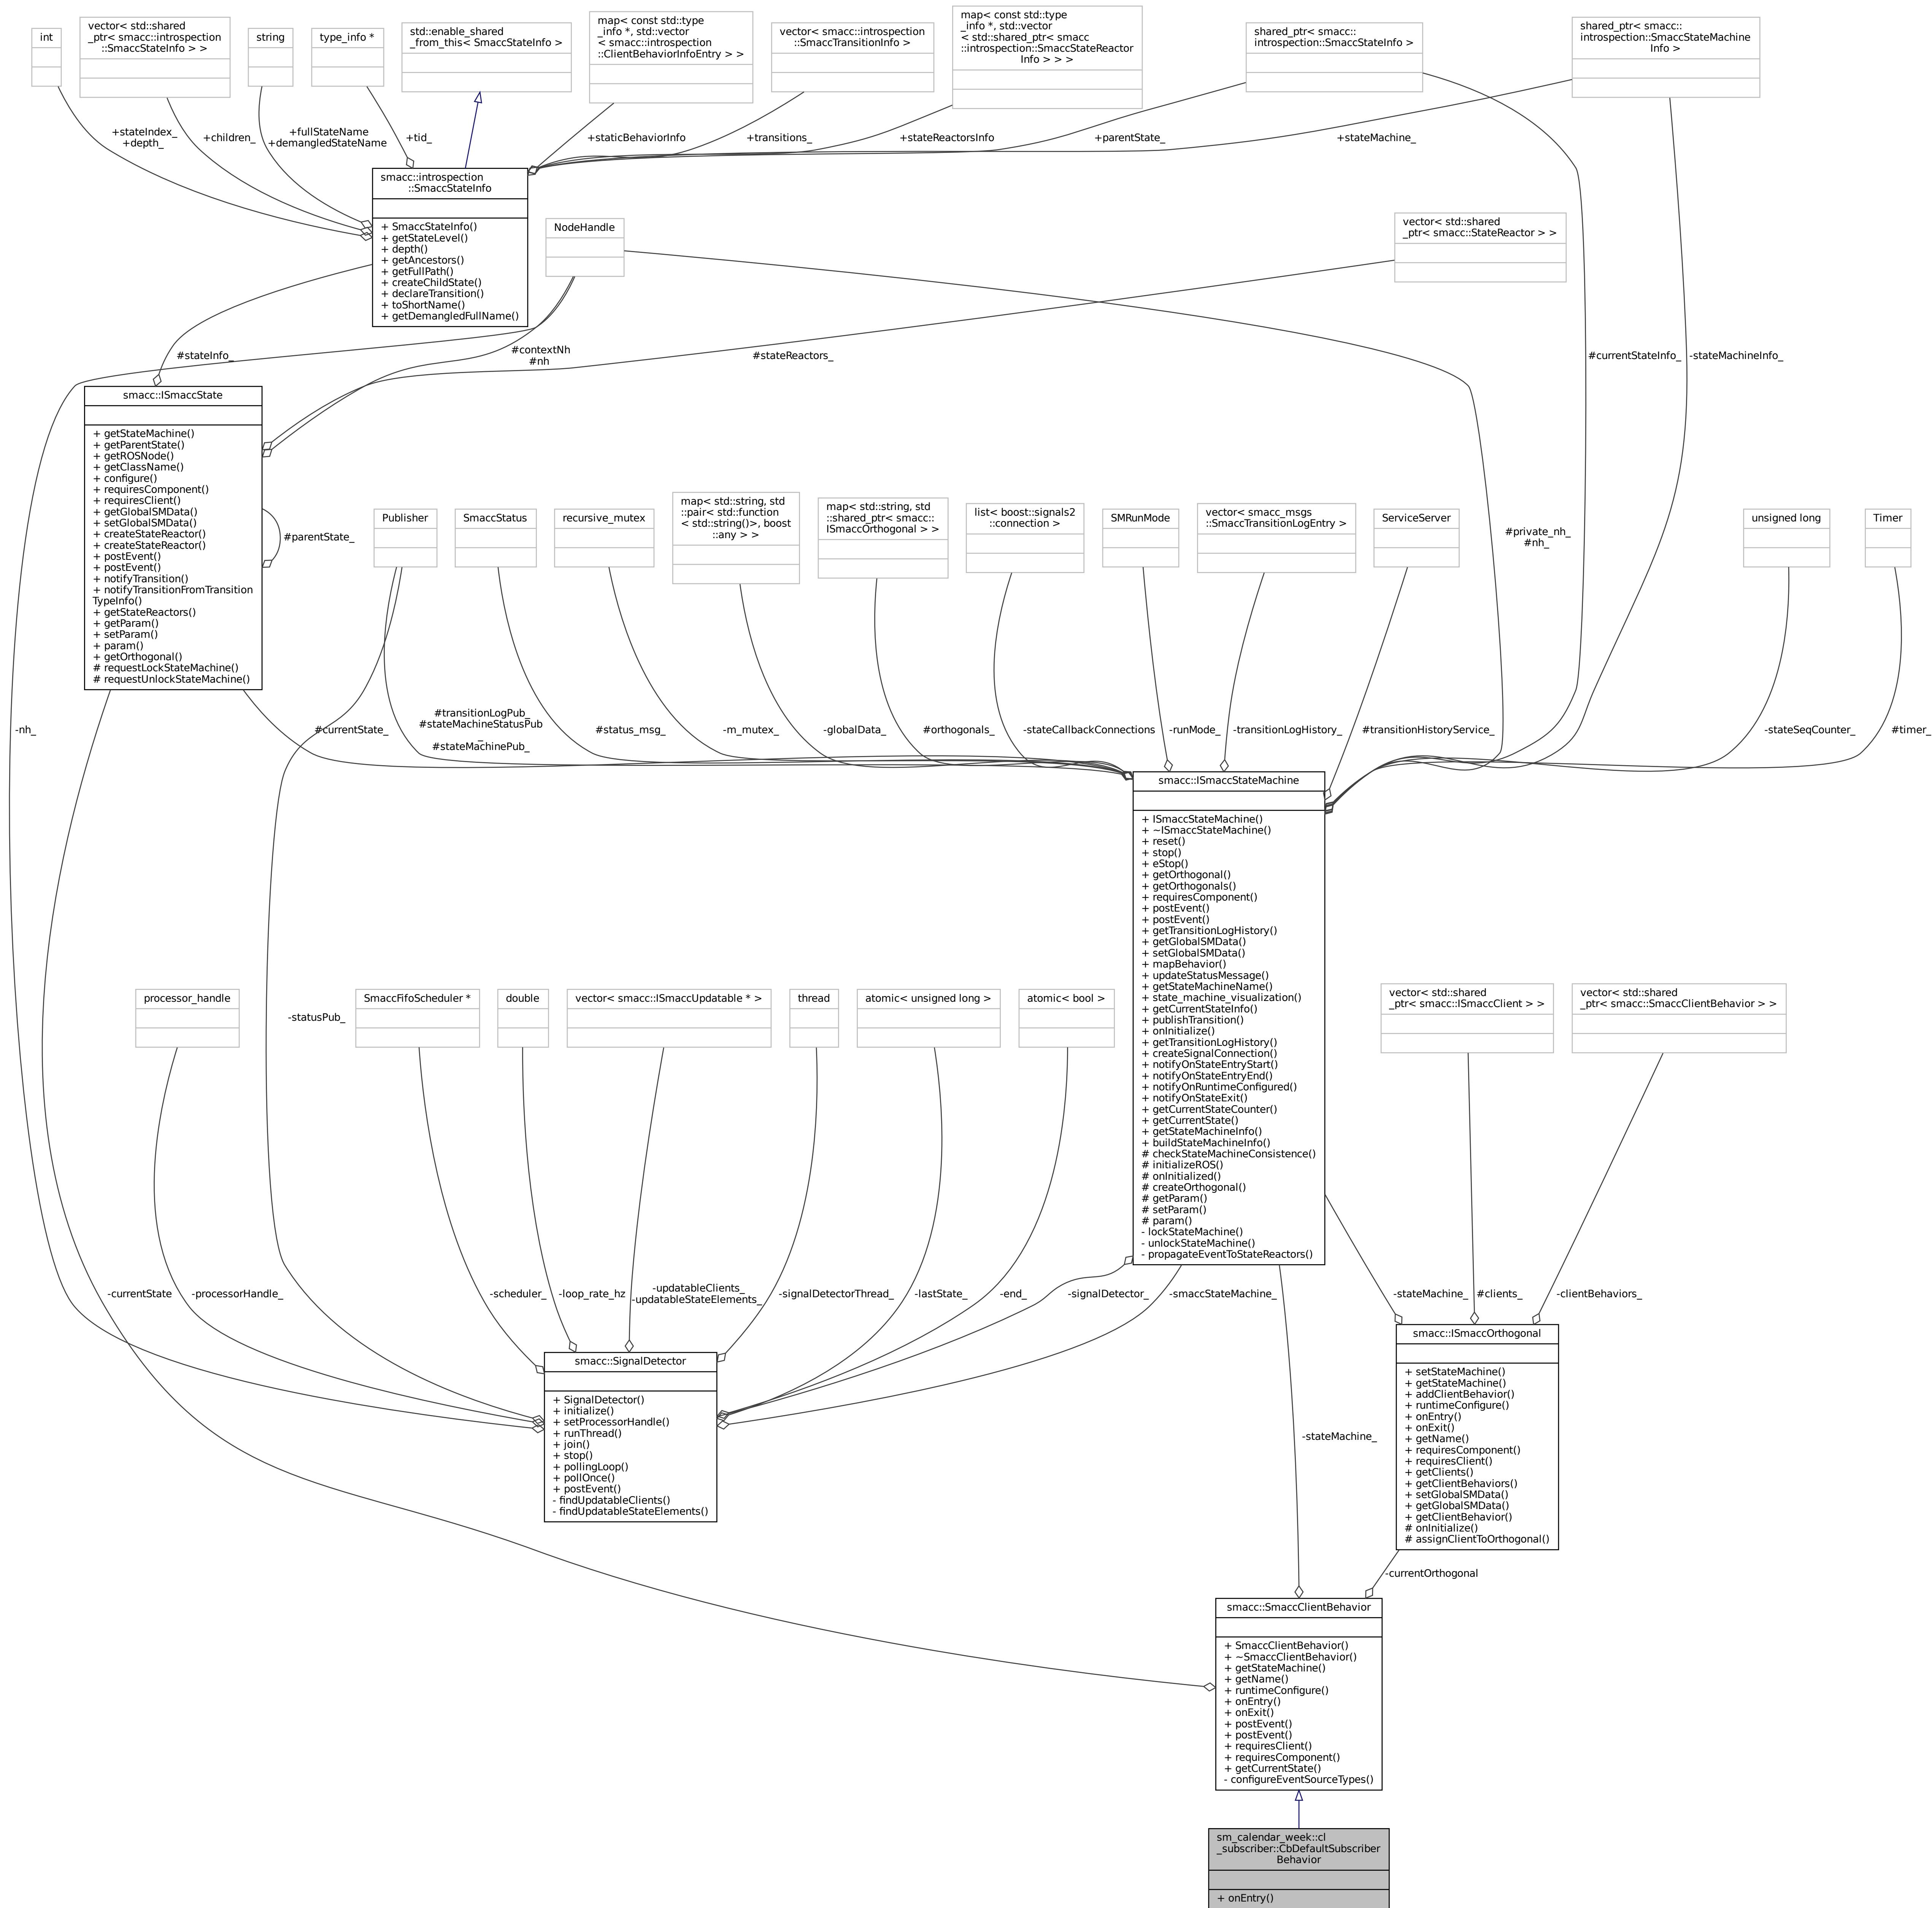 int
vector< std::shared
_ptr< smacc::introspection
::SmaccStateInfo > >
string
type_info *
std::enable_shared
_from_this< SmaccStateInfo >
map< const std::type
_info *, std::vector
< smacc::introspection
::ClientBehaviorInfoEntry > >
vector< smacc::introspection
::SmaccTransitionInfo >
map< const std::type
_info *, std::vector
< std::shared_ptr< smacc
::introspection::SmaccStateReactor
Info > > >
shared_ptr< smacc::
introspection::SmaccStateInfo >
shared_ptr< smacc::
introspection::SmaccStateMachine
Info >
+stateIndex_
+depth_
+children_
+fullStateName
+demangledStateName
+tid_
+staticBehaviorInfo
+transitions_
+stateReactorsInfo
+parentState_
+stateMachine_
smacc::introspection
::SmaccStateInfo
+ SmaccStateInfo()
+ getStateLevel()
+ depth()
+ getAncestors()
+ getFullPath()
+ createChildState()
+ declareTransition()
+ toShortName()
+ getDemangledFullName()
NodeHandle
vector< std::shared
_ptr< smacc::StateReactor > >
#stateInfo_
#contextNh
#nh
#stateReactors_
#currentStateInfo_
-stateMachineInfo_
smacc::ISmaccState
+ getStateMachine()
+ getParentState()
+ getROSNode()
+ getClassName()
+ configure()
+ requiresComponent()
+ requiresClient()
+ getGlobalSMData()
+ setGlobalSMData()
+ createStateReactor()
+ createStateReactor()
+ postEvent()
+ postEvent()
+ notifyTransition()
+ notifyTransitionFromTransition
TypeInfo()
+ getStateReactors()
+ getParam()
+ setParam()
+ param()
+ getOrthogonal()
# requestLockStateMachine()
# requestUnlockStateMachine()
#parentState_
Publisher
SmaccStatus
recursive_mutex
map< std::string, std
::pair< std::function
< std::string()>, boost
::any > >
map< std::string, std
::shared_ptr< smacc::
ISmaccOrthogonal > >
list< boost::signals2
::connection >
SMRunMode
vector< smacc_msgs
::SmaccTransitionLogEntry >
ServiceServer
#private_nh_
#nh_
unsigned long
Timer
-nh_
#currentState_
#transitionLogPub_
#stateMachineStatusPub
_
#stateMachinePub_
#status_msg_
-m_mutex_
-globalData_
#orthogonals_
-stateCallbackConnections
-runMode_
-transitionLogHistory_
#transitionHistoryService_
-stateSeqCounter_
#timer_
smacc::ISmaccStateMachine
+ ISmaccStateMachine()
+ ~ISmaccStateMachine()
+ reset()
+ stop()
+ eStop()
+ getOrthogonal()
+ getOrthogonals()
+ requiresComponent()
+ postEvent()
+ postEvent()
+ getTransitionLogHistory()
+ getGlobalSMData()
+ setGlobalSMData()
+ mapBehavior()
+ updateStatusMessage()
+ getStateMachineName()
+ state_machine_visualization()
+ getCurrentStateInfo()
+ publishTransition()
+ onInitialize()
+ getTransitionLogHistory()
+ createSignalConnection()
+ notifyOnStateEntryStart()
+ notifyOnStateEntryEnd()
+ notifyOnRuntimeConfigured()
+ notifyOnStateExit()
+ getCurrentStateCounter()
+ getCurrentState()
+ getStateMachineInfo()
+ buildStateMachineInfo()
# checkStateMachineConsistence()
# initializeROS()
# onInitialized()
# createOrthogonal()
# getParam()
# setParam()
# param()
- lockStateMachine()
- unlockStateMachine()
- propagateEventToStateReactors()
processor_handle
-statusPub_
SmaccFifoScheduler *
double
vector< smacc::ISmaccUpdatable * >
thread
atomic< unsigned long >
atomic< bool >
vector< std::shared
_ptr< smacc::ISmaccClient > >
vector< std::shared
_ptr< smacc::SmaccClientBehavior > >
-currentState
-processorHandle_
-scheduler_
-loop_rate_hz
-updatableClients_
-updatableStateElements_
-signalDetectorThread_
-lastState_
-end_
-signalDetector_
-smaccStateMachine_
-stateMachine_
#clients_
-clientBehaviors_
smacc::SignalDetector
+ SignalDetector()
+ initialize()
+ setProcessorHandle()
+ runThread()
+ join()
+ stop()
+ pollingLoop()
+ pollOnce()
+ postEvent()
- findUpdatableClients()
- findUpdatableStateElements()
-stateMachine_
smacc::ISmaccOrthogonal
+ setStateMachine()
+ getStateMachine()
+ addClientBehavior()
+ runtimeConfigure()
+ onEntry()
+ onExit()
+ getName()
+ requiresComponent()
+ requiresClient()
+ getClients()
+ getClientBehaviors()
+ setGlobalSMData()
+ getGlobalSMData()
+ getClientBehavior()
# onInitialize()
# assignClientToOrthogonal()
-currentOrthogonal
smacc::SmaccClientBehavior
+ SmaccClientBehavior()
+ ~SmaccClientBehavior()
+ getStateMachine()
+ getName()
+ runtimeConfigure()
+ onEntry()
+ onExit()
+ postEvent()
+ postEvent()
+ requiresClient()
+ requiresComponent()
+ getCurrentState()
- configureEventSourceTypes()
sm_calendar_week::cl
_subscriber::CbDefaultSubscriber
Behavior
+ onEntry()